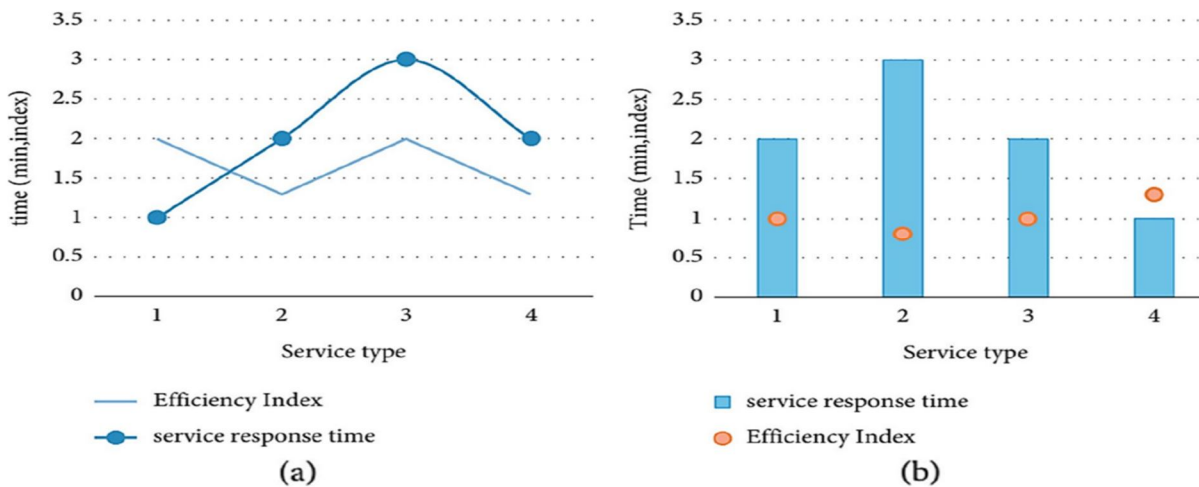 3.5
3
2.5
2
1.5
1
0.5
0
time (min,index)
1 2 3 4
Service type
Efficiency Index
service response time
(a)
3.5
3
2.5
2
1.5
1
0.5
0
Time (min,index)
1 2 3 4
Service type
service response time
Efficiency Index
(b)